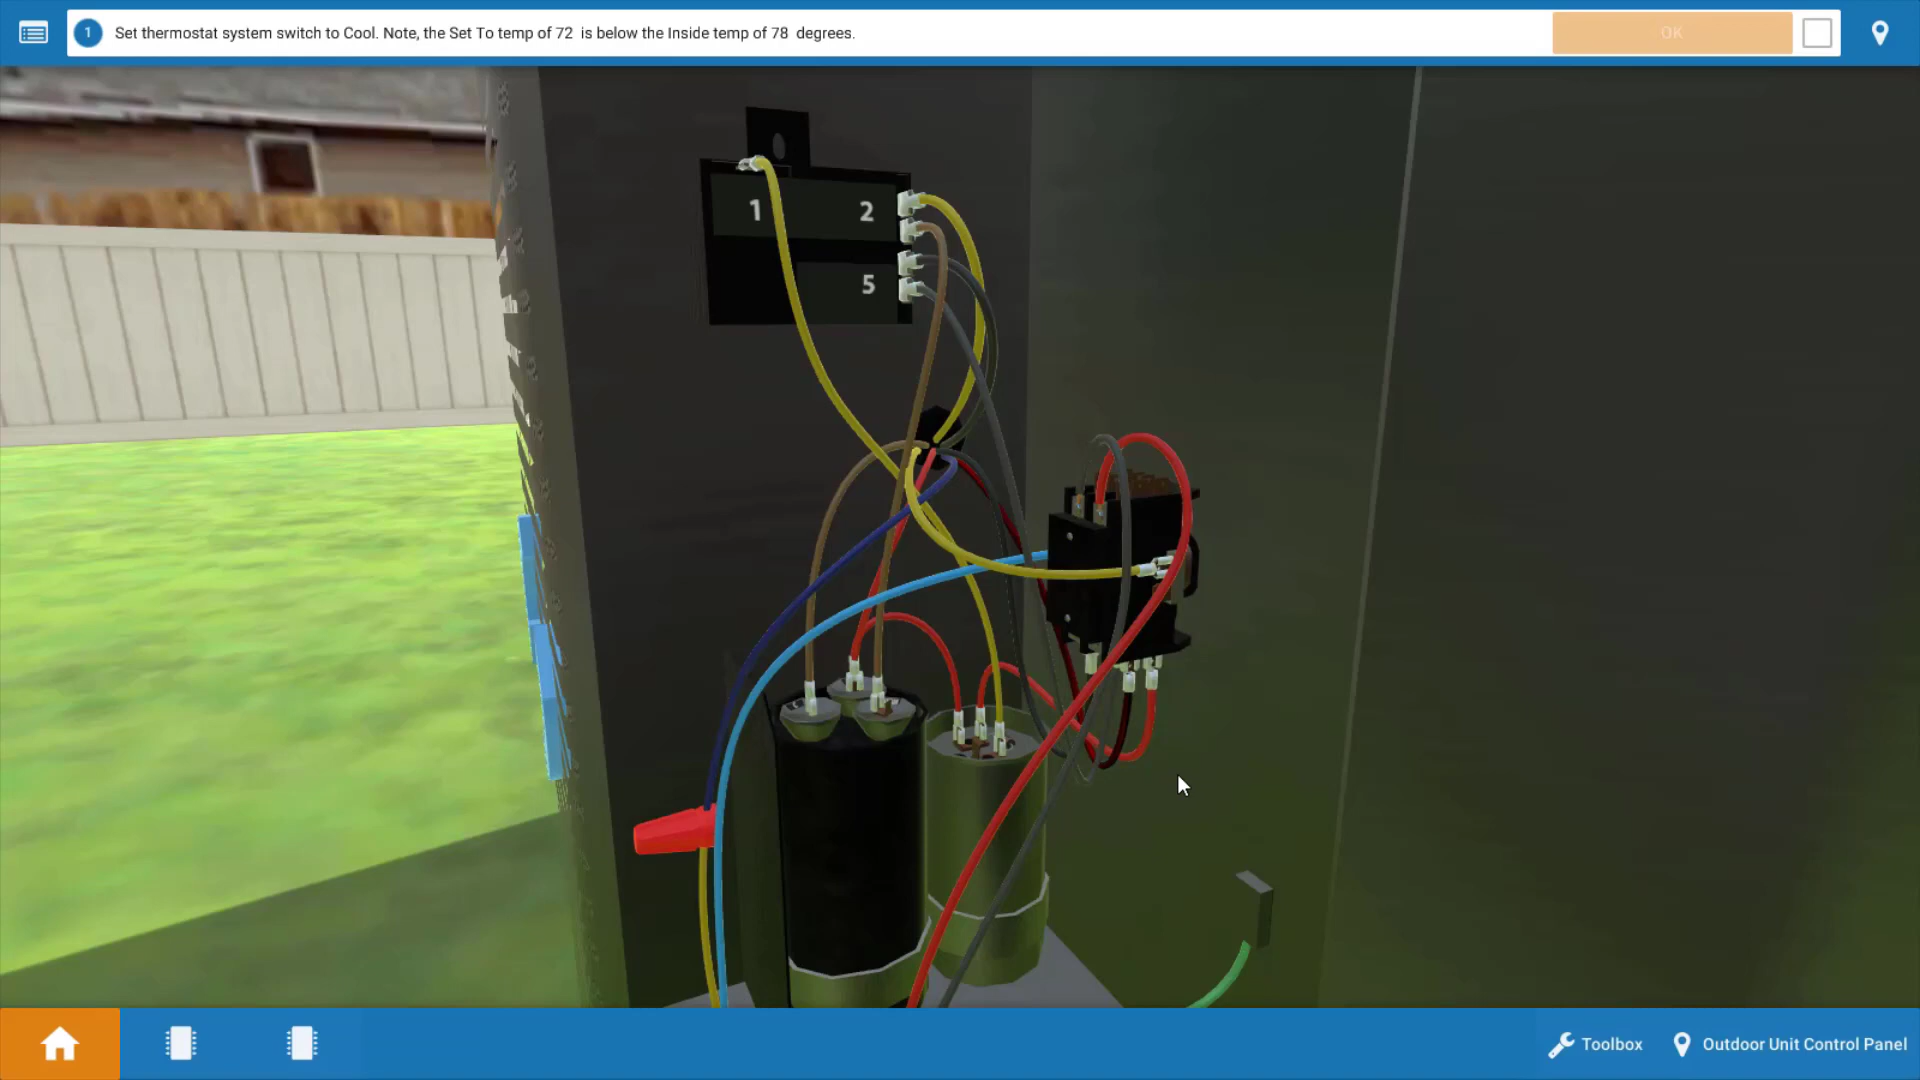 1 Set thermostat system switch to Cool. Note, the Set To temp of 72 is below the Inside temp of 78 degrees.
OK
1 2
5
Toolbox
Outdoor Unit Control Panel